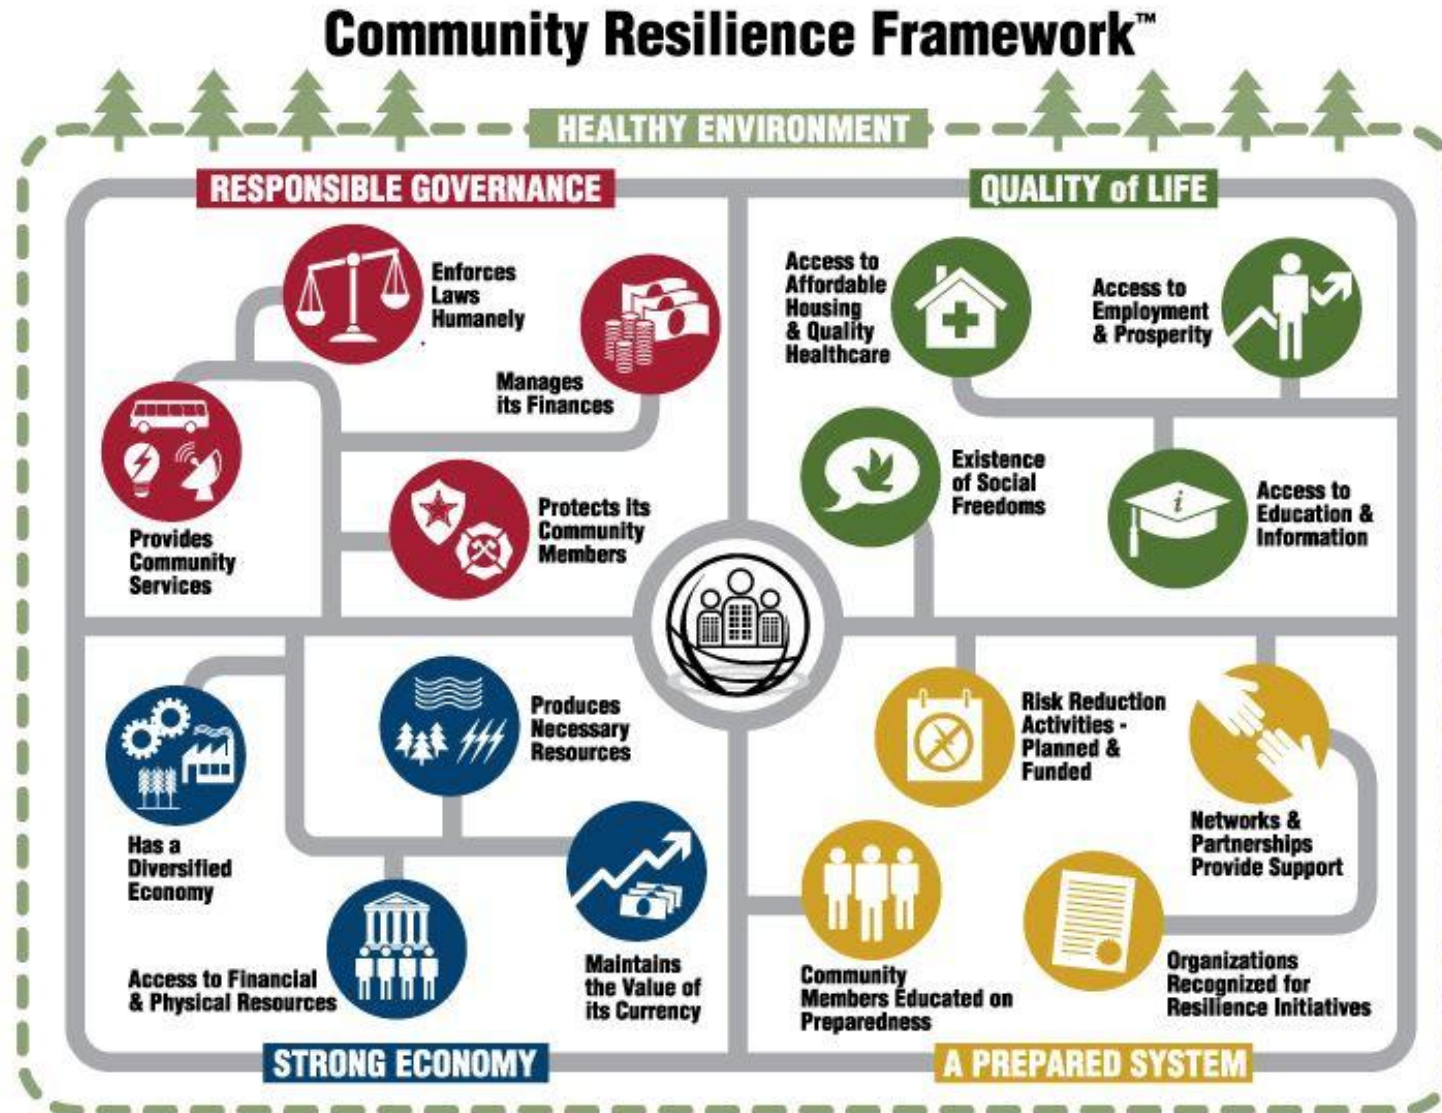 Community Resilience Framework™
HEALTHY ENVIRONMENT
RESPONSIBLE GOVERNANCE
Enforces
Laws
Humanely
Manages
its Finances
Provides
Community
Services
Protects its
Community
Members
QUALITY of LIFE
Access to
Affordable
Housing
& Quality
Healthcare
Access to
Employment
& Prosperity
Existence
of Social
Freedoms
i
Access to
Education &
Information
Has a
Diversified
Economy
Produces
Necessary
Resources
Access to Financial
& Physical Resources
Maintains
the Value of
its Currency
STRONG ECONOMY
Risk Reduction
Activities -
Planned &
Funded
Networks &
Partnerships
Provide Support
Community
Members Educated on
Preparedness
Organizations
Recognized for
Resilience Initiatives
A PREPARED SYSTEM